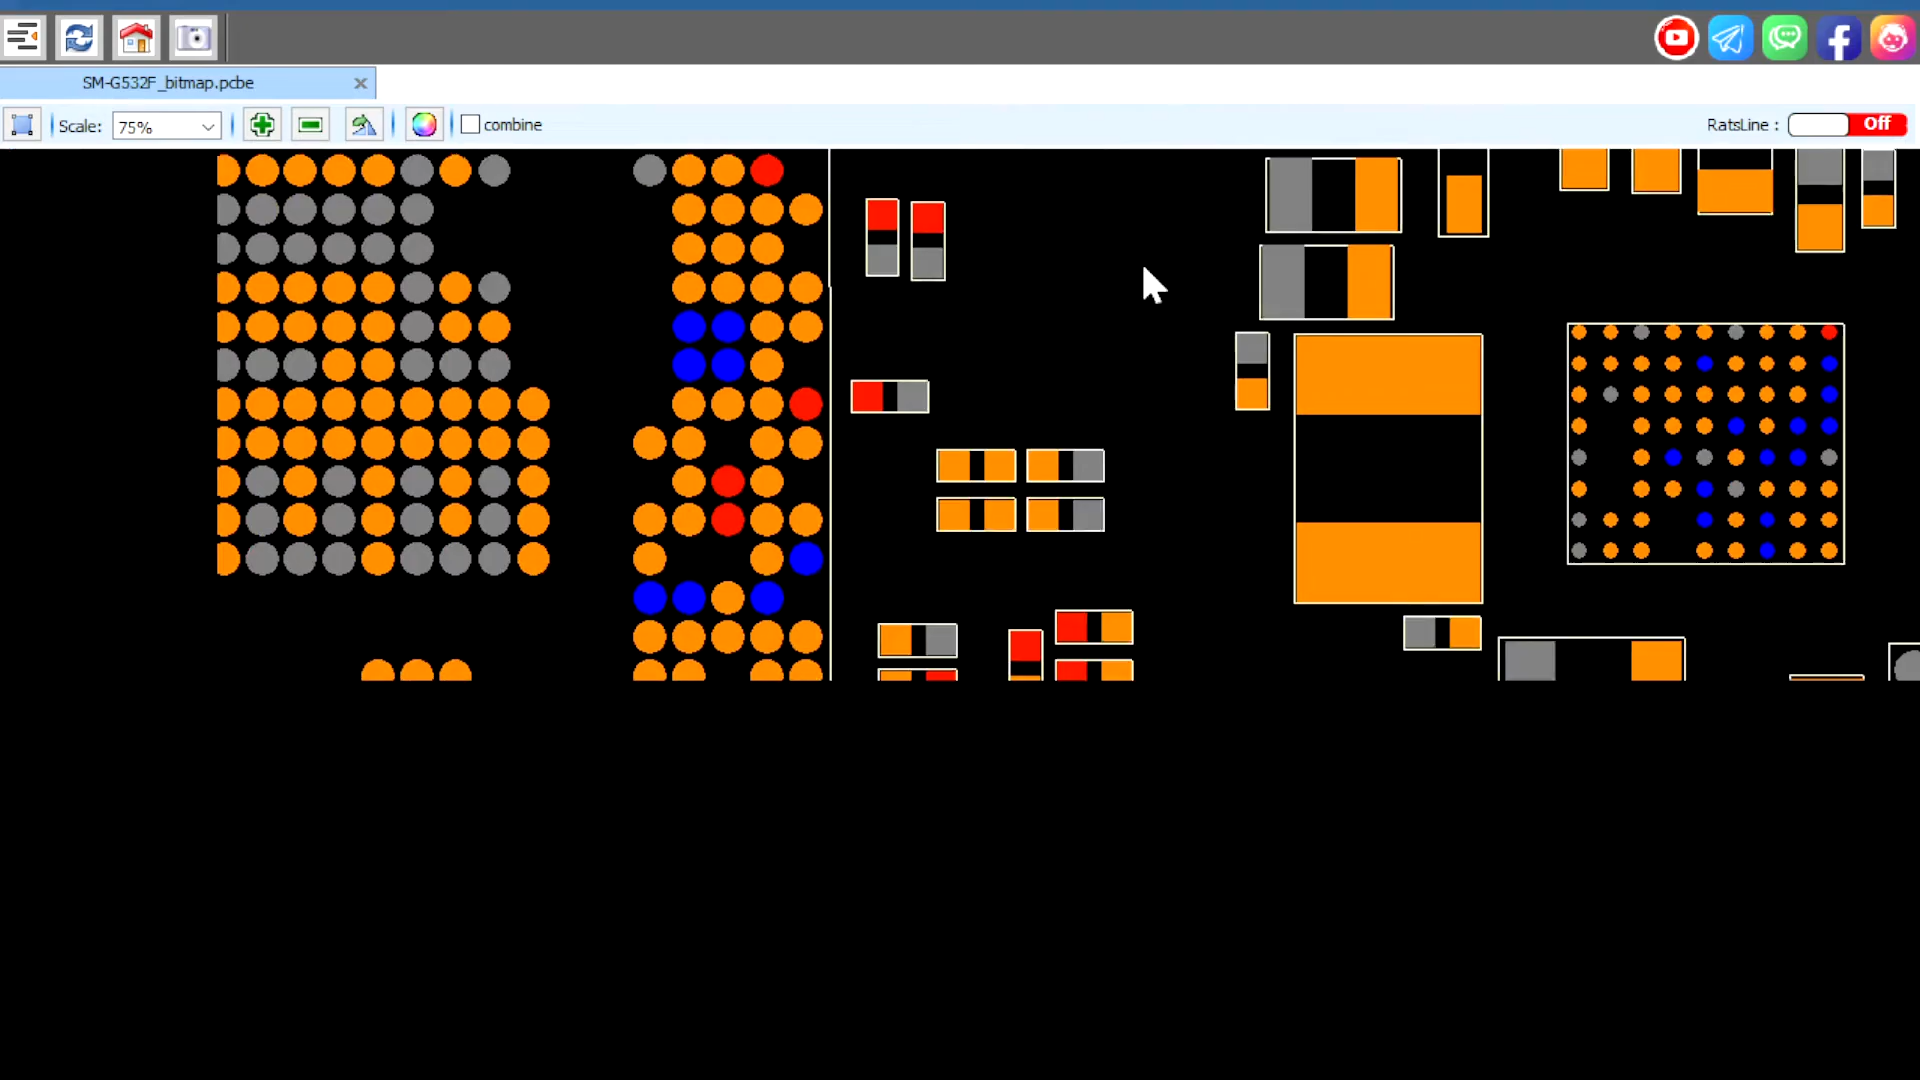 SM-G532F_bitmap.pcbe
Scale: 75% combine RatsLine : Off